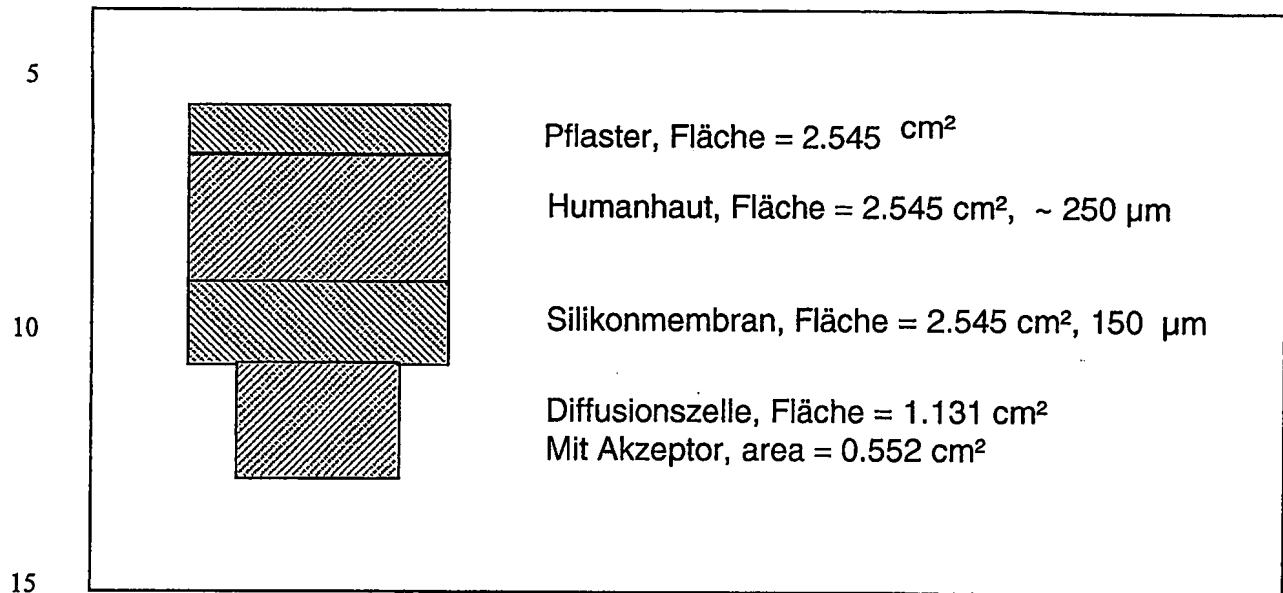 5
Pflaster, Fläche = 2.545 cm²
Humanhaut, Fläche = 2.545 cm², ~ 250 µm
10
Silikonmembran, Fläche = 2.545 cm², 150 µm
Diffusionszelle, Fläche = 1.131 cm²
Mit Akzeptor, area = 0.552 cm²
15